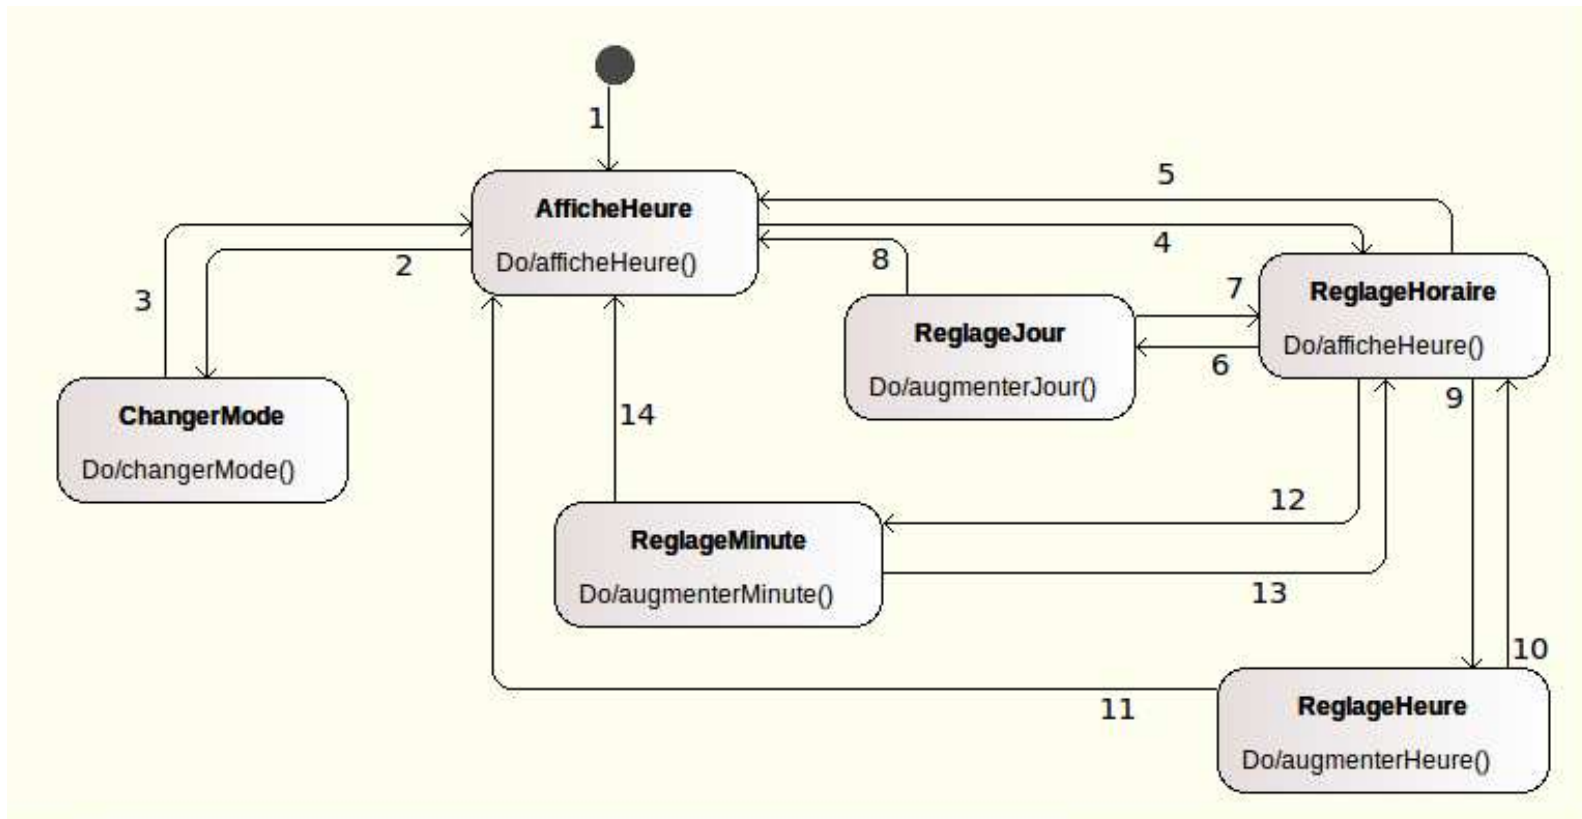 1
5
AfficheHeure
4
Do/afficheHeure()
2
8
3
7
ReglageHoraire
ReglageJour
Do/afficheHeure()
6
Do/augmenterJour()
9
ChangerMode
14
Do/changerMode()
12
ReglageMinute
Do/augmenterMinute()
13
10
11
ReglageHeure
Do/augmenterHeure()